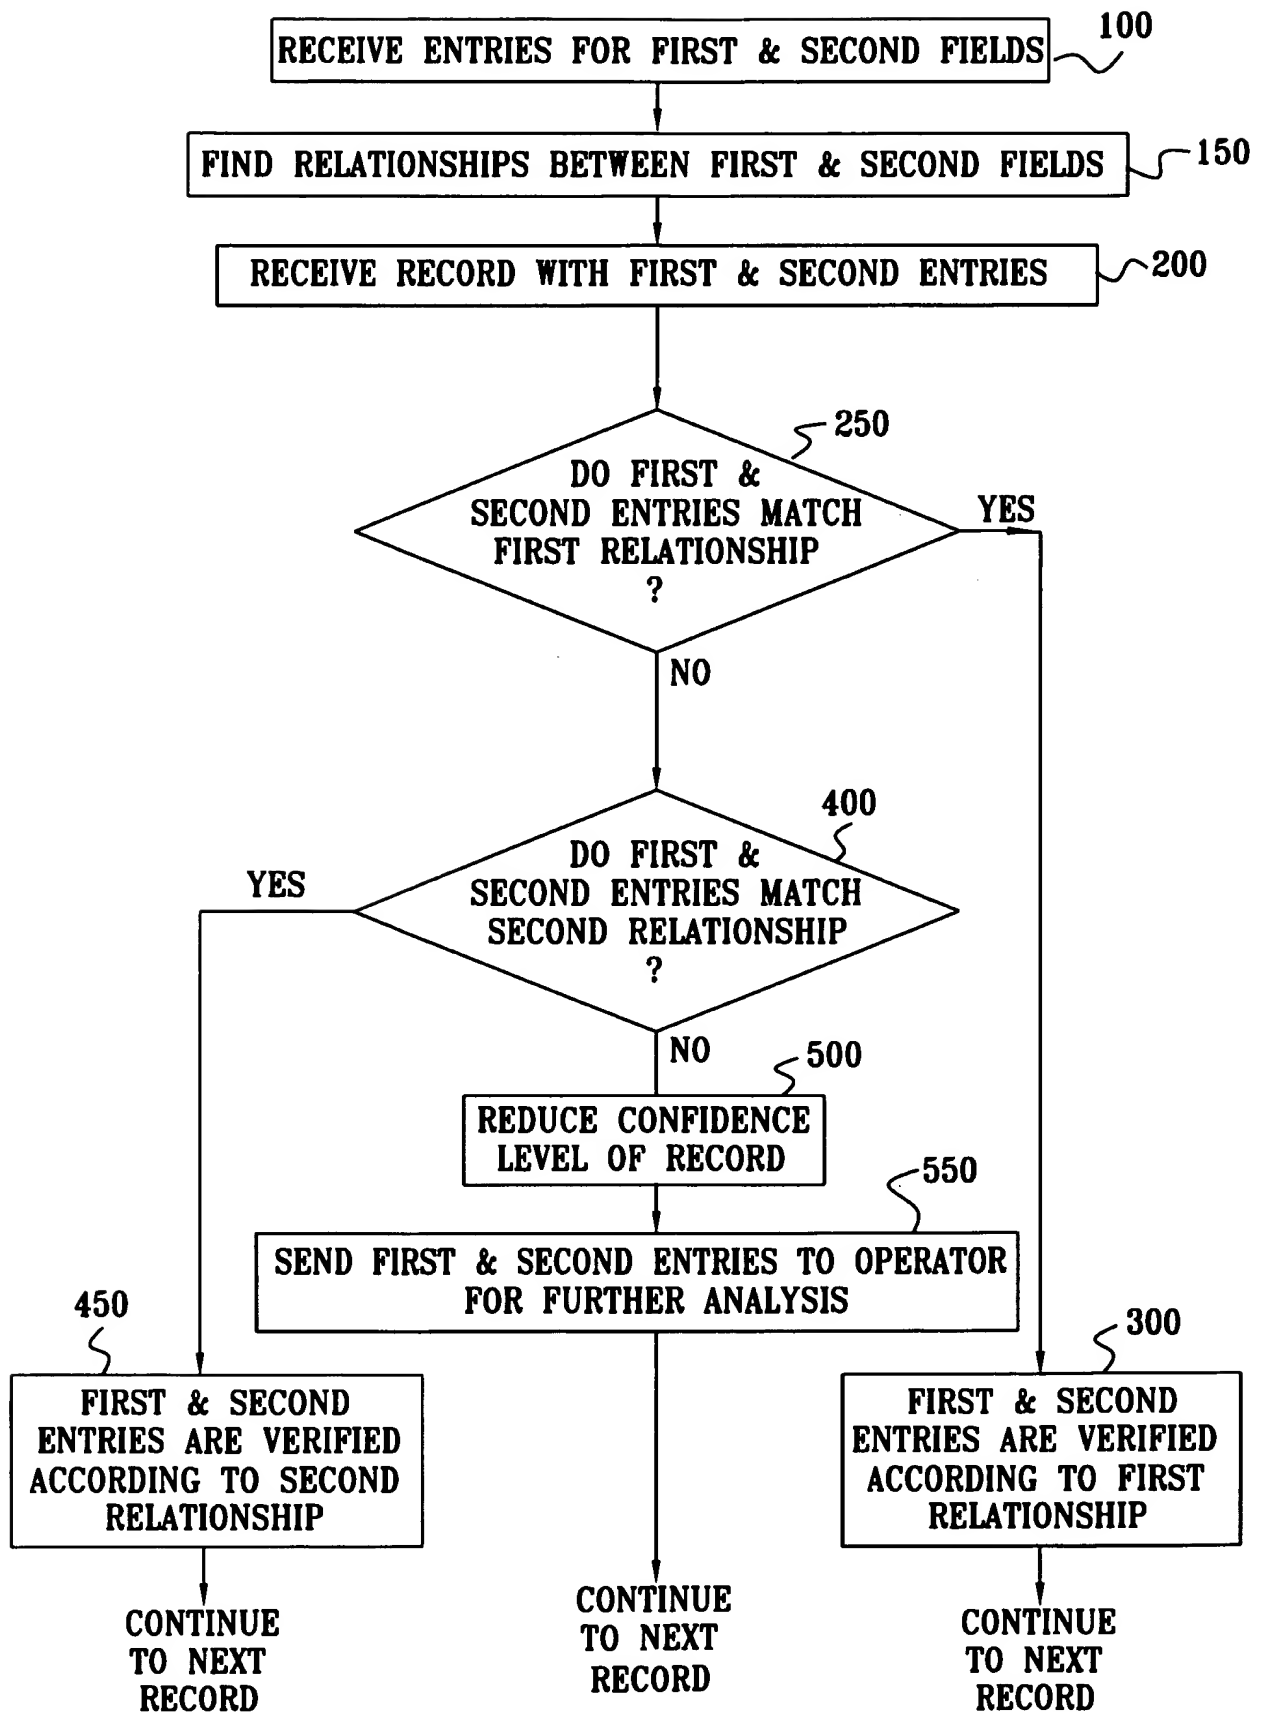 RECEIVE ENTRIES FOR FIRST & SECOND FIELDS
100
FIND RELATIONSHIPS BETWEEN FIRST & SECOND FIELDS
150
RECEIVE RECORD WITH FIRST & SECOND ENTRIES
200
250
DO FIRST &
SECOND ENTRIES MATCH
FIRST RELATIONSHIP
?
YES
NO
400
DO FIRST &
SECOND ENTRIES MATCH
SECOND RELATIONSHIP
?
YES
NO
500
REDUCE CONFIDENCE
LEVEL OF RECORD
550
SEND FIRST & SECOND ENTRIES TO OPERATOR
FOR FURTHER ANALYSIS
450
FIRST & SECOND
ENTRIES ARE VERIFIED
ACCORDING TO SECOND
RELATIONSHIP
300
FIRST & SECOND
ENTRIES ARE VERIFIED
ACCORDING TO FIRST
RELATIONSHIP
CONTINUE
TO NEXT
RECORD
CONTINUE
TO NEXT
RECORD
CONTINUE
TO NEXT
RECORD